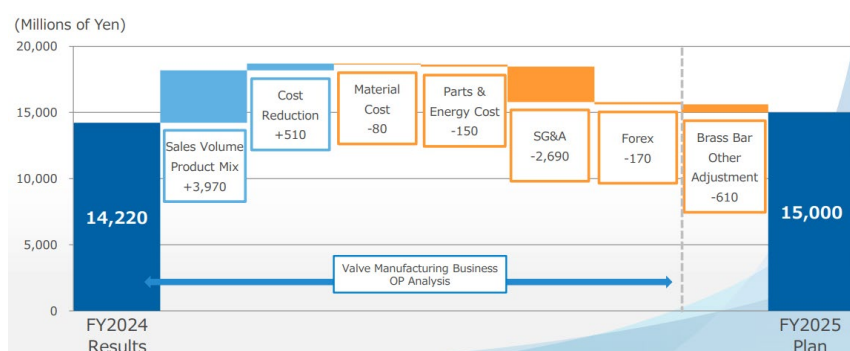 (Millions of Yen)
20,000
15,000
10,000
5,000
0
14,220
Sales Volume
Product Mix
+3,970
Cost
Reduction
+510
Material
Cost
-80
Parts &
Energy Cost
-150
SG&A
-2,690
Forex
-170
Brass Bar
Other
Adjustment
-610
15,000
Valve Manufacturing Business
OP Analysis
FY2024
Results
FY2025
Plan